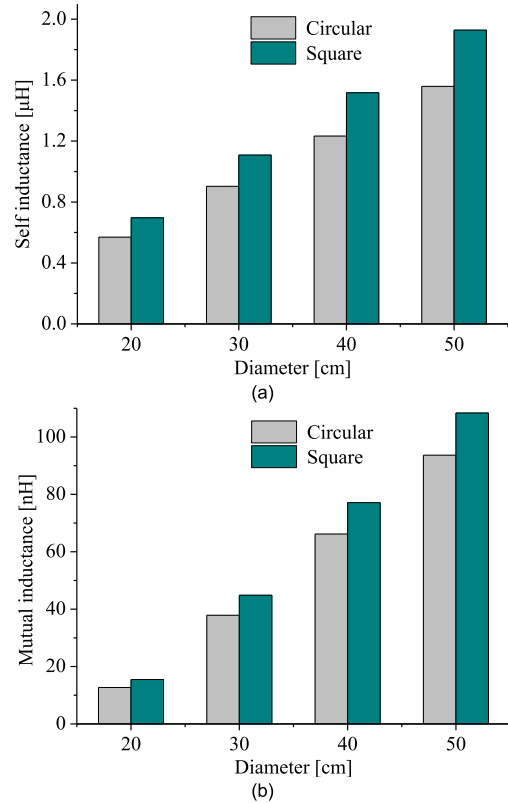 2.0
1.6
1.2
0.8
0.4
0.0
Self inductance [μH]
Circular
Square
20 30 40 50
Diameter [cm]
(a)
100
80
60
40
20
0
Mutual inductance [nH]
Circular
Square
20 30 40 50
Diameter [cm]
(b)